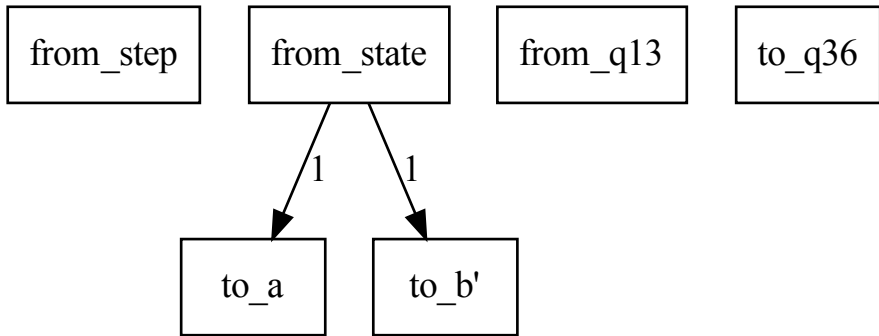 from_step from_state from_q13 to_q36
1 1
to_a to_b'